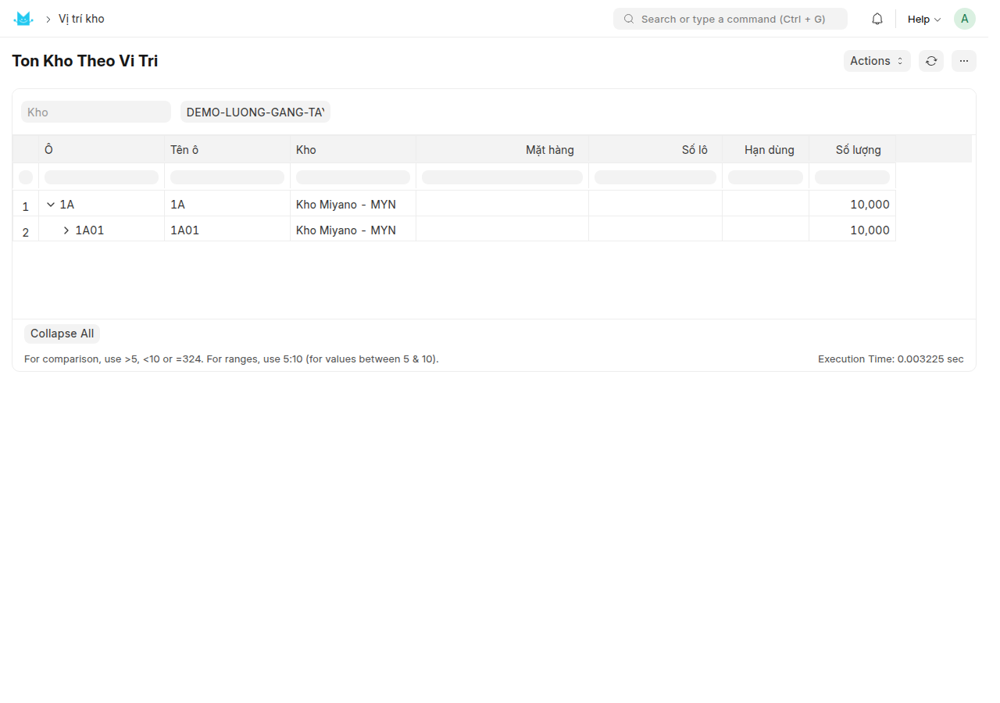 Vị trí kho
Search or type a command (Ctrl + G)
Help
A
Ton Kho Theo Vi Tri
Actions
Kho
DEMO-LUONG-GANG-TAY
Ô Tên ô Kho Mặt hàng Số lô Hạn dùng Số lượng
1 1A 1A Kho Miyano - MYN 10,000
2 1A01 1A01 Kho Miyano - MYN 10,000
Collapse All
For comparison, use >5, <10 or =324. For ranges, use 5:10 (for values between 5 & 10).
Execution Time: 0.003225 sec